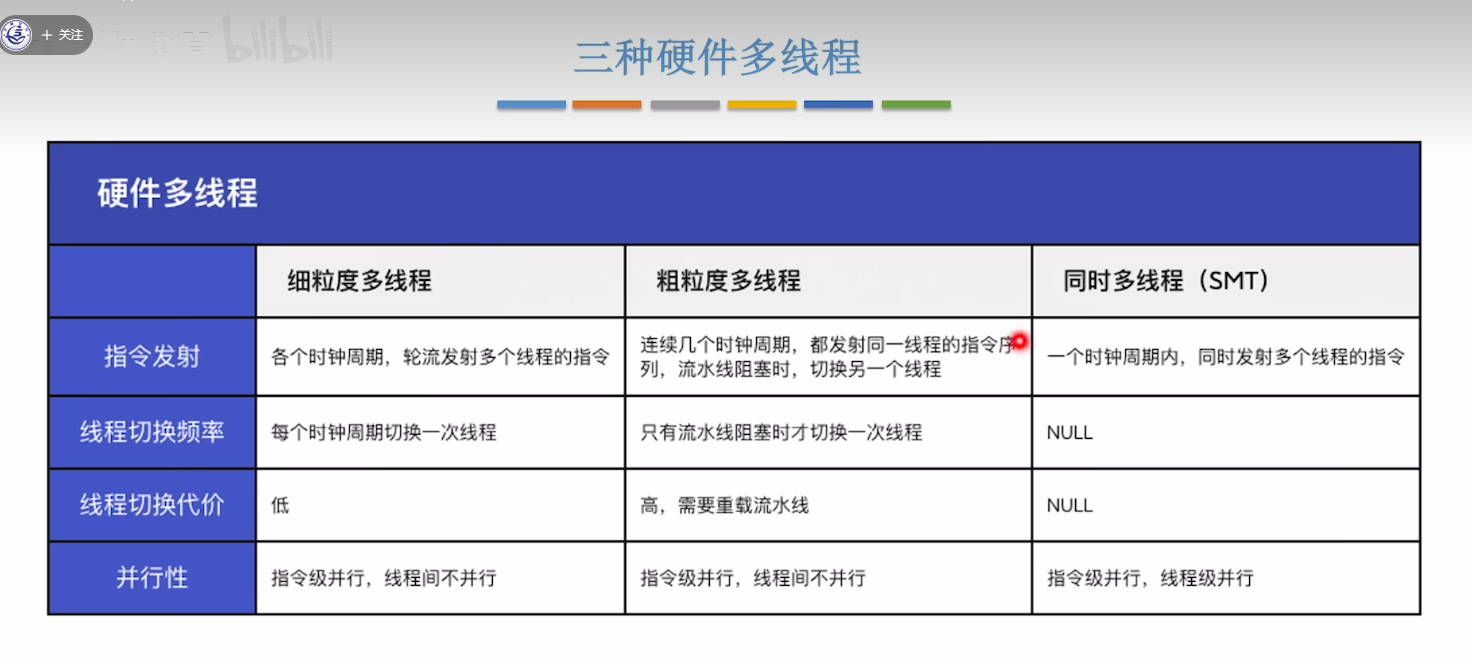 + 关注
bilibili
三种硬件多线程
硬件多线程
细粒度多线程
粗粒度多线程
同时多线程（SMT）
指令发射
各个时钟周期，轮流发射多个线程的指令
连续几个时钟周期，都发射同一线程的指令序
列，流水线阻塞时，切换另一个线程
一个时钟周期内，同时发射多个线程的指令
线程切换频率
每个时钟周期切换一次线程
只有流水线阻塞时才切换一次线程
NULL
线程切换代价
低
高，需要重载流水线
NULL
并行性
指令级并行，线程间不并行
指令级并行，线程间不并行
指令级并行，线程级并行